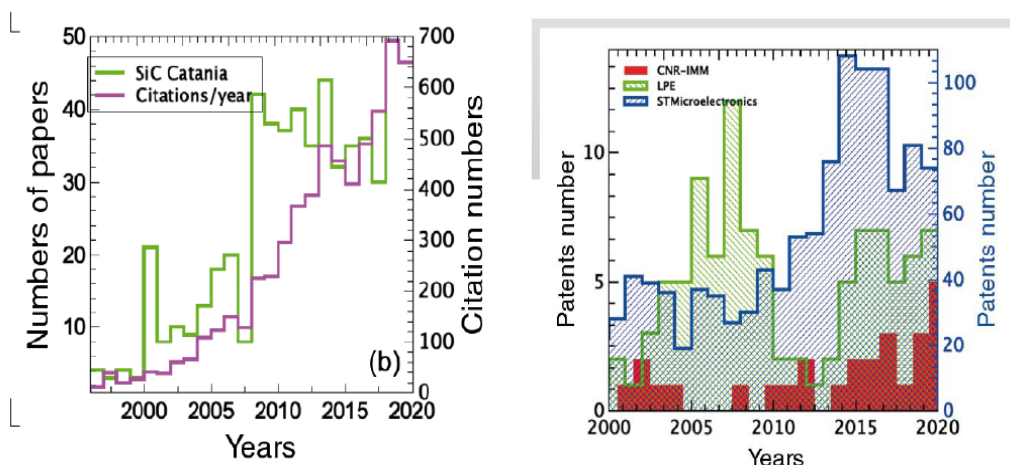 50
40
30
20
10
Numbers of papers
SiC Catania
Citations/year
700
600
500
400
300
200
100
0
Citation numbers
(b)
2000
2005
2010
2015
2020
Years
CNR-IMM
LPE
STMicroelectronics
10
5
0
Patents number
100
80
60
40
20
0
Patents number
2000
2005
2010
2015
2020
Years